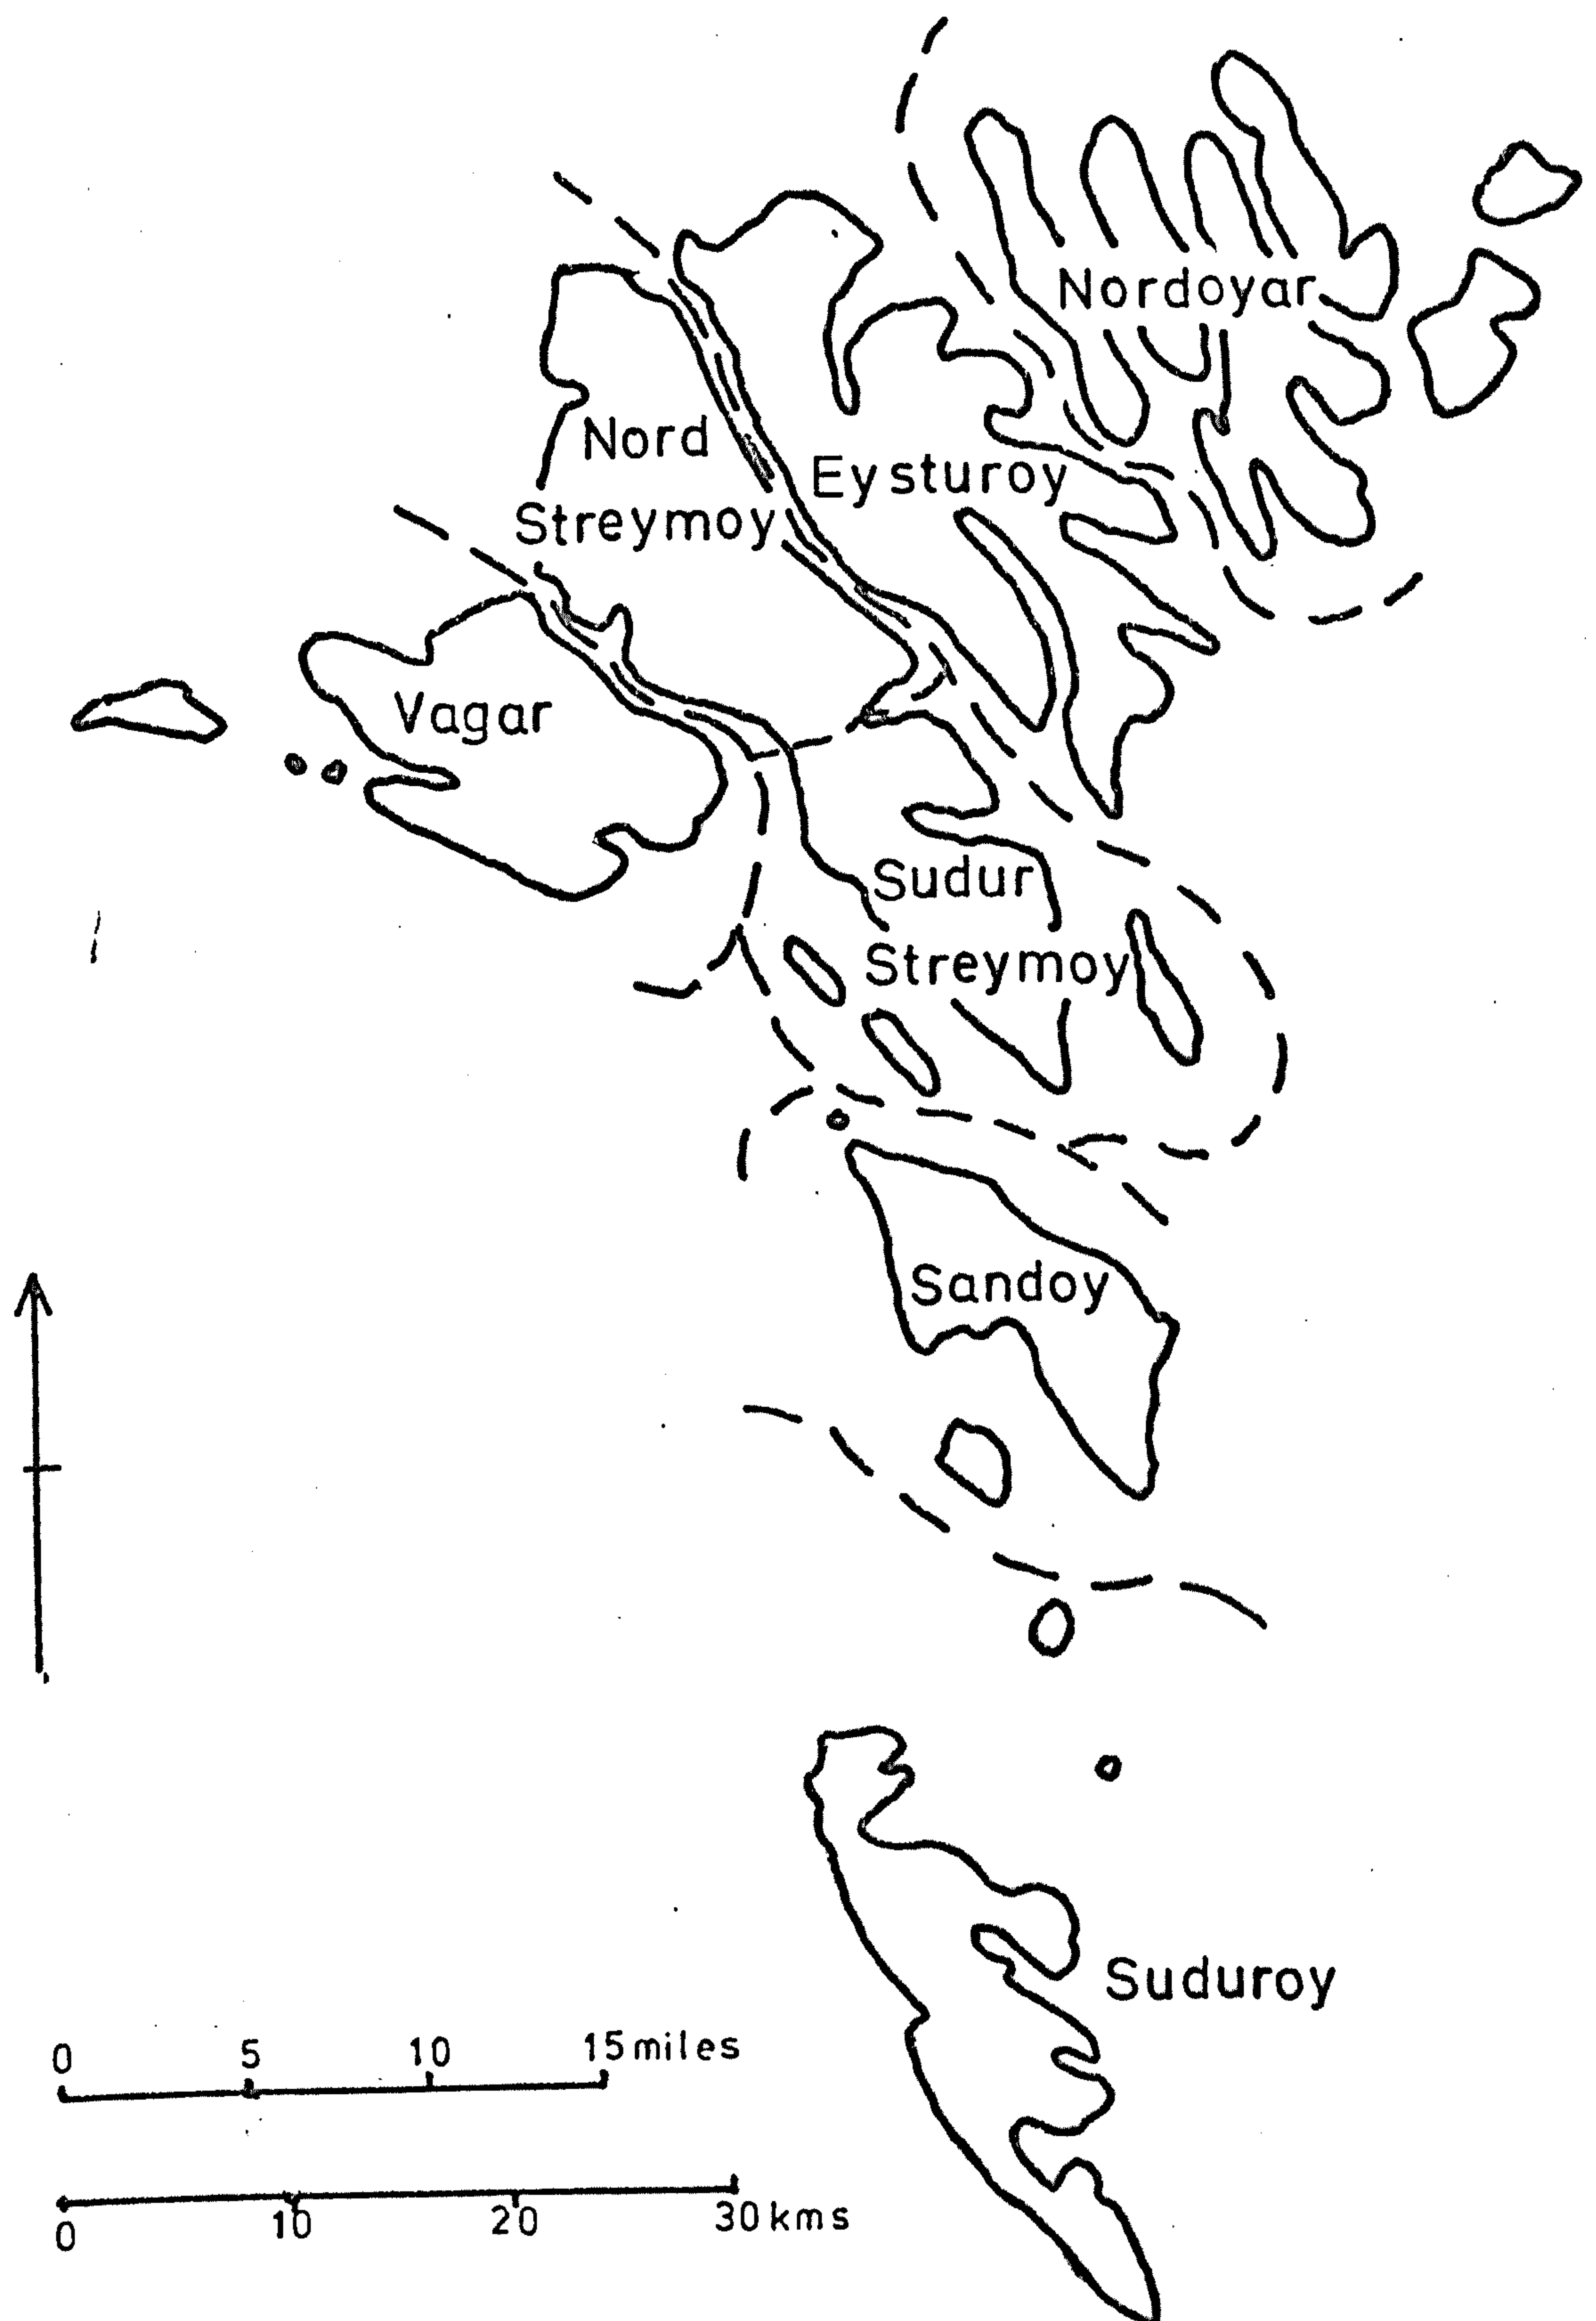 Nordoyar
Nord
Streymoy
Eysturoy
Vagar
Sudur
Streymoy
Sandoy
Suduroy
0 5 10 15 miles
0 10 20 30 kms